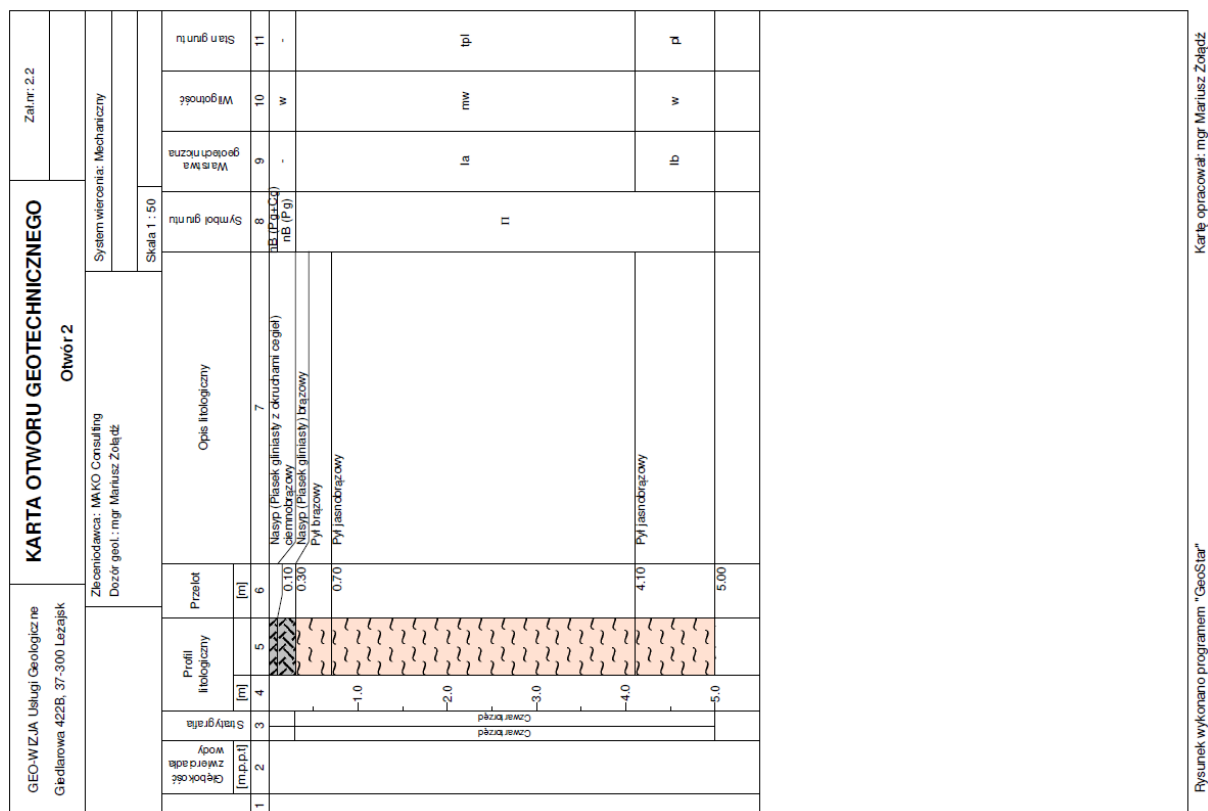 GEO-WIZJA Usługi Geologiczne
Giedlarowa 422B, 37-300 Leżajsk
KARTA OTWORU GEOTECHNICZNEGO
Otwór 2
Zał.nr: 2.2
Zleceniodawca: MAKO Consulting
Dozór geol.: mgr Mariusz Żołądź
System wiercenia: Mechaniczny
Skala 1 : 50
Głębokość zwierciadła wody
[m.p.p.t]
Stratygrafia
Profil litologiczny
[m]
Przelot
[m]
Opis litologiczny
Symbol gruntu
Warstwa geotechniczna
Wilgotność
Stan gruntu
1 2 3 4 5 6 7 8 9 10 11
Nasyp (Piasek gliniasty z okruchami cegieł)
ciemnobrązowy
nB (Pg+Cg)
- w -
0.10
Nasyp (Piasek gliniasty) brązowy
nB (Pg)
0.30
Pył brązowy
0.70
Pył jasnobrązowy
Π
Ia mw tpl
4.10
Pył jasnobrązowy
Ib w pl
5.00
1.0
2.0
3.0
4.0
5.0
Czwartorzęd
Czwartorzęd
Rysunek wykonano programem "GeoStar"
Kartę opracował: mgr Mariusz Żołądź